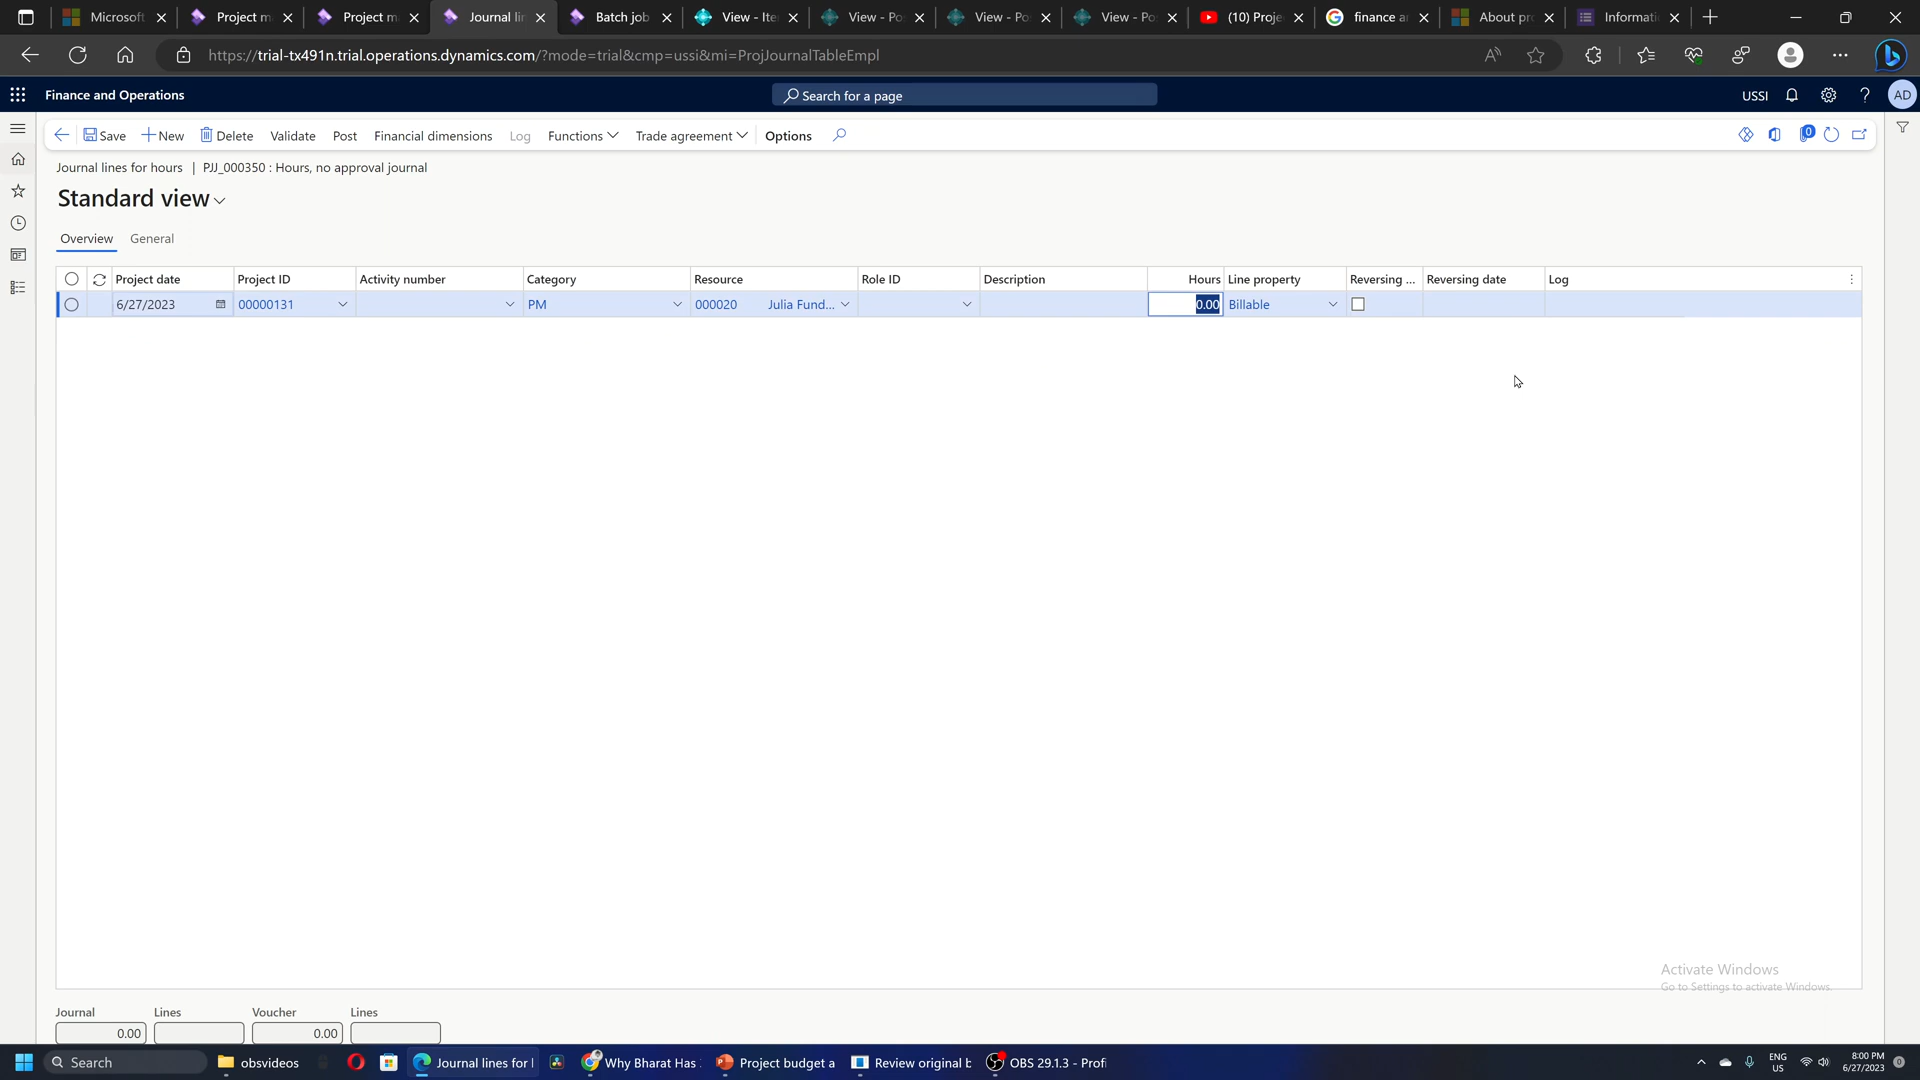 Microsoft
Project m
Project m
Journal lin
Batch job
View - Ite
View - Po
View - Po
View - Po
(10) Proje
finance a
About pr
Informati
https://trial-tx491n.trial.operations.dynamics.com/?mode=trial&cmp=ussi&mi=ProjJournalTableEmpl
Finance and Operations
Search for a page
USSI
AD
Save
New
Delete
Validate
Post
Financial dimensions
Log
Functions
Trade agreement
Options
0
Journal lines for hours | PJJ_000350 : Hours, no approval journal
Standard view
Overview
General
Project date
Project ID
Activity number
Category
Resource
Role ID
Description
Hours
Line property
Reversing ...
Reversing date
Log
6/27/2023
00000131
PM
000020
Julia Fund...
0.00
Billable
Activate Windows
Go to Settings to activate Windows.
Journal
Lines
Voucher
Lines
0.00
0.00
Search
obsvideos
Journal lines for l
Why Bharat Has
Project budget a
Review original b
OBS 29.1.3 - Profi
ENG
US
8:00 PM
6/27/2023